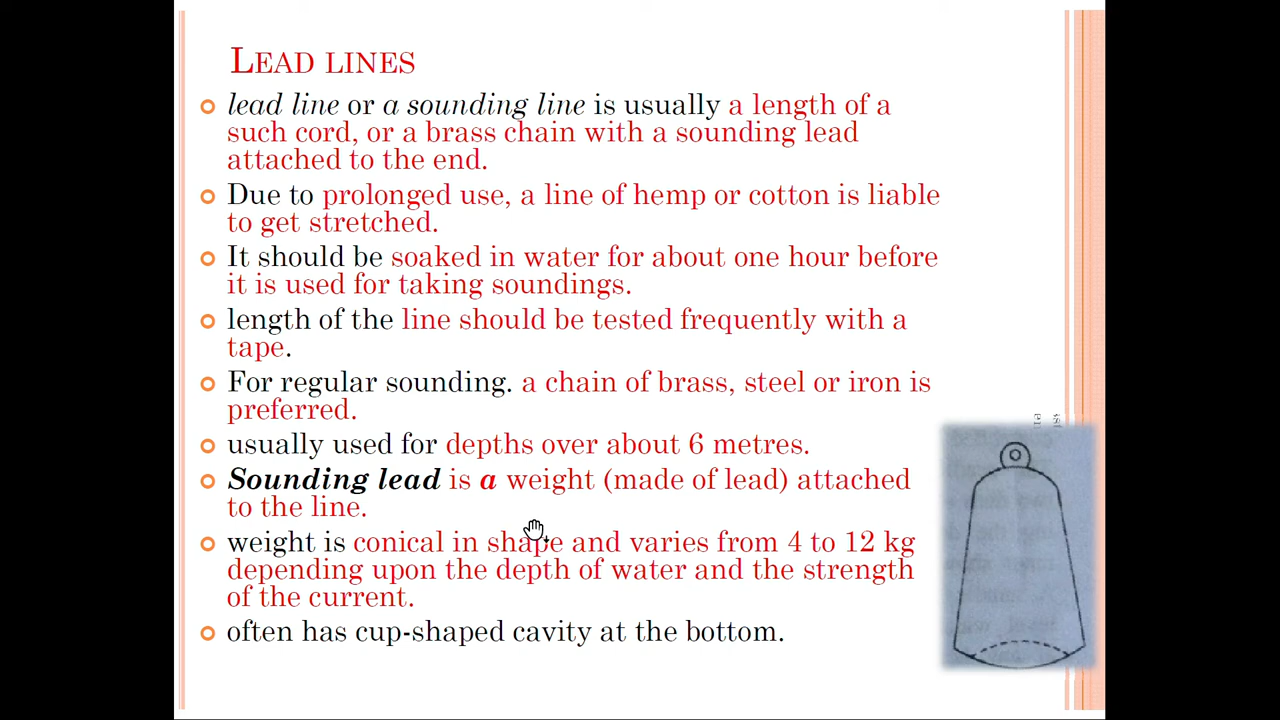 LEAD LINES
lead line or a sounding line is usually a length of a
such cord, or a brass chain with a sounding lead
attached to the end.
Due to prolonged use, a line of hemp or cotton is liable
to get stretched.
It should be soaked in water for about one hour before
it is used for taking soundings.
length of the line should be tested frequently with a
tape.
For regular sounding. a chain of brass, steel or iron is
preferred.
usually used for depths over about 6 metres.
Sounding lead is a weight (made of lead) attached
to the line.
weight is conical in shape and varies from 4 to 12 kg
depending upon the depth of water and the strength
of the current.
often has cup-shaped cavity at the bottom.